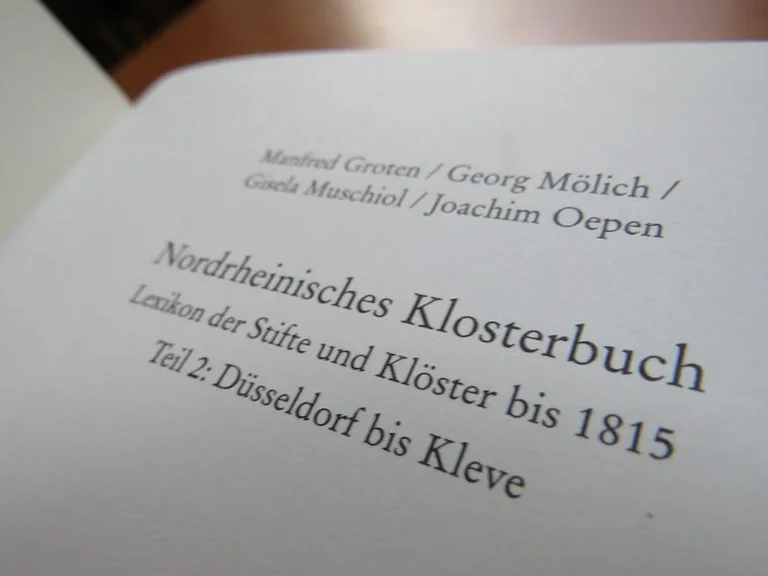 Manfred Groten / Georg Mölich /
Gisela Muschiol / Joachim Oepen
Nordrheinisches Klosterbuch
Lexikon der Stifte und Klöster bis 1815
Teil 2: Düsseldorf bis Kleve